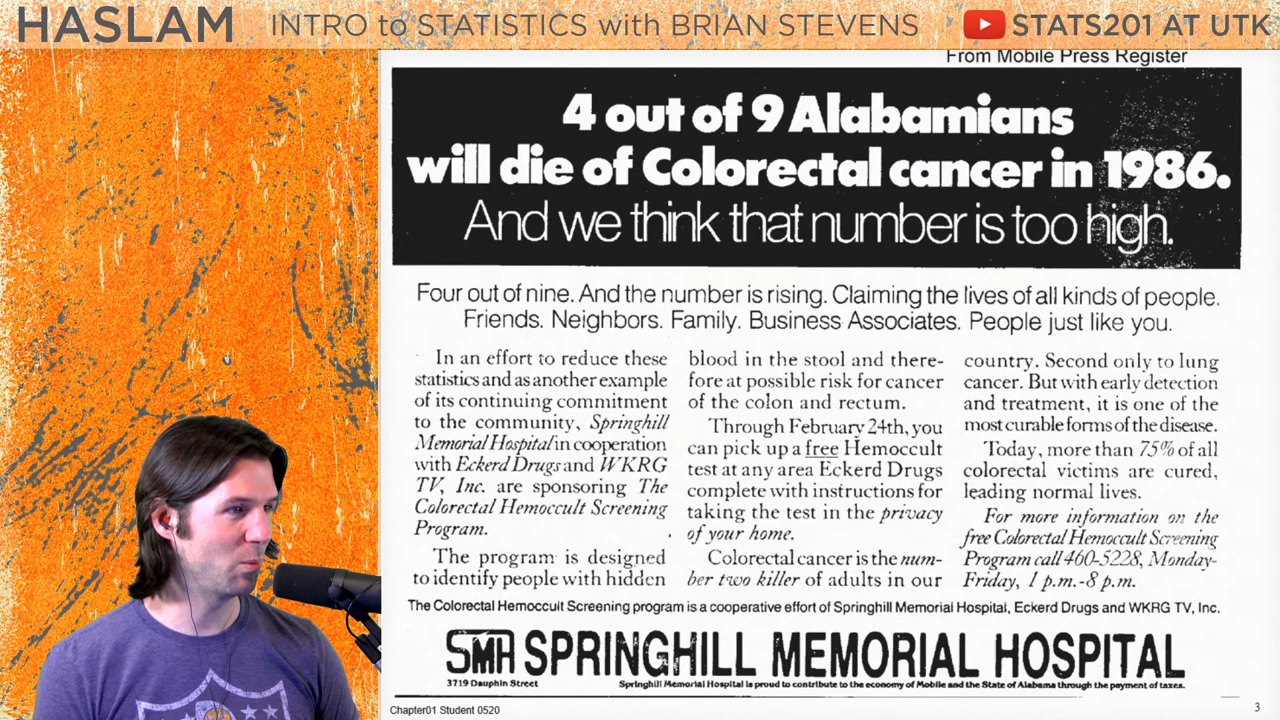 HASLAM INTRO to STATISTICS with BRIAN STEVENS STATS201 AT UTK
From Mobile Press Register
4 out of 9 Alabamians
will die of Colorectal cancer in 1986.
And we think that number is too high.
Four out of nine. And the number is rising. Claiming the lives of all kinds of people.
Friends. Neighbors. Family. Business Associates. People just like you.
In an effort to reduce these
statistics and as another example
of its continuing commitment
to the community, Springhill
Memorial Hospital in cooperation
with Eckerd Drugs and WKRG
TV, Inc. are sponsoring The
Colorectal Hemoccult Screening
Program.
The program is designed
to identify people with hidden
blood in the stool and there-
fore at possible risk for cancer
of the colon and rectum.
Through February 24th, you
can pick up a free Hemoccult
test at any area Eckerd Drugs
complete with instructions for
taking the test in the privacy
of your home.
Colorectal cancer is the num-
ber two killer of adults in our
country. Second only to lung
cancer. But with early detection
and treatment, it is one of the
most curable forms of the disease.
Today, more than 75% of all
colorectal victims are cured,
leading normal lives.
For more information on the
free Colorectal Hemoccult Screening
Program call 460-5228, Monday-
Friday, 1 p.m.-8 p.m.
The Colorectal Hemoccult Screening program is a cooperative effort of Springhill Memorial Hospital, Eckerd Drugs and WKRG TV, Inc.
SMH SPRINGHILL MEMORIAL HOSPITAL
3719 Dauphin Street Springhill Memorial Hospital is proud to contribute to the economy of Mobile and the State of Alabama through the payment of taxes.
Chapter01 Student 0520
3